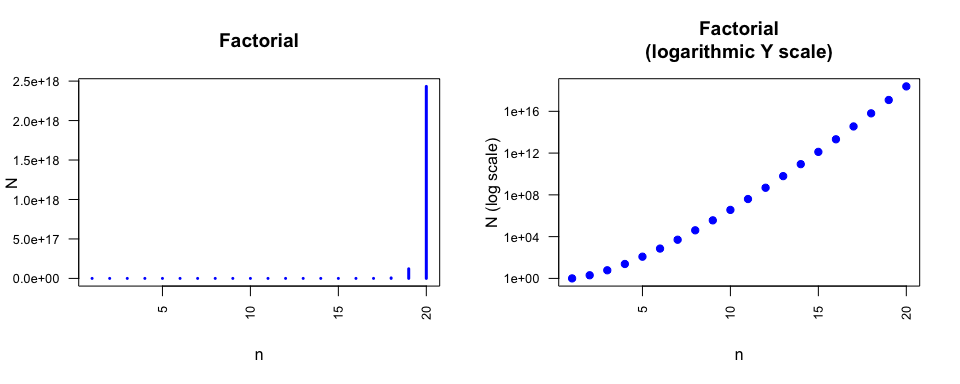 Factorial
N
2.5e+18
2.0e+18
1.5e+18
1.0e+18
5.0e+17
0.0e+00
5
10
15
20
n
Factorial
(logarithmic Y scale)
N (log scale)
1e+16
1e+12
1e+08
1e+04
1e+00
5
10
15
20
n